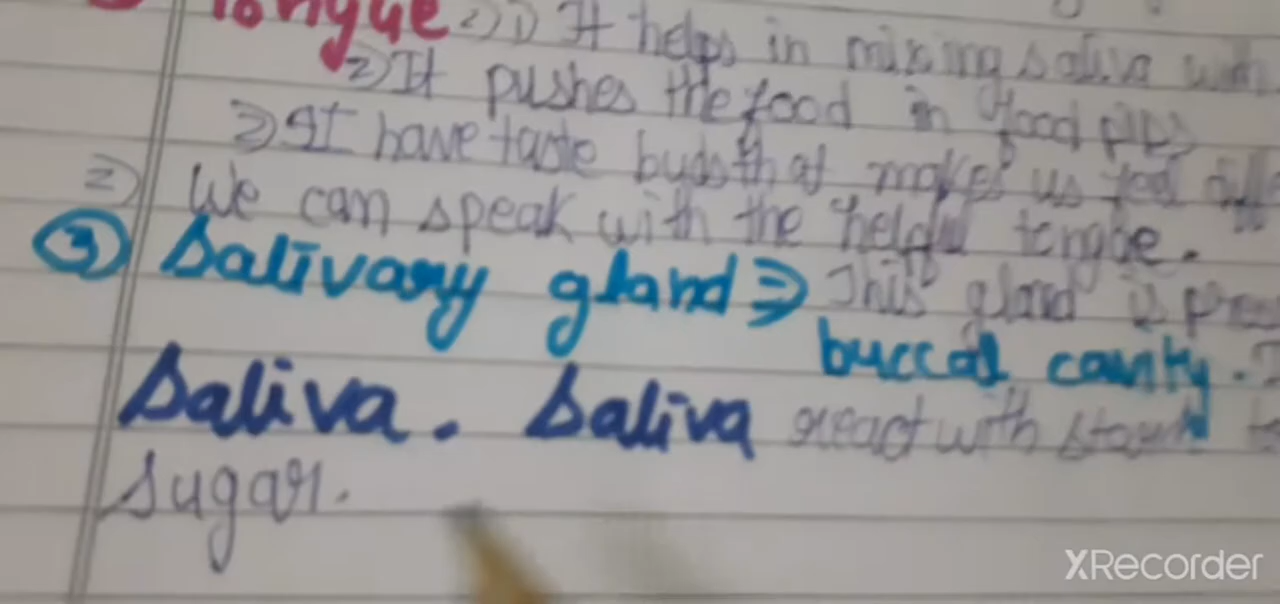 Tongue 1) It helps in mixing saliva with
2) It pushes the food in food pipe
3) It have taste buds that makes us feel
We can speak with the help of tongue.
3 Salivary gland ⇒ This gland is
buccal cavity.
Saliva. Saliva react with starch
sugar.
XRecorder